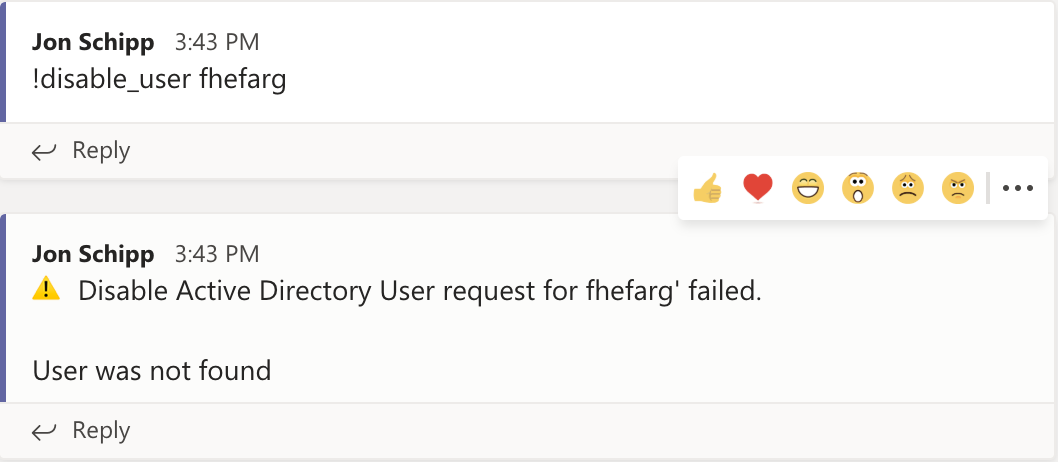 Jon Schipp 3:43 PM
!disable_user fhefarg
Reply
Jon Schipp 3:43 PM
Disable Active Directory User request for fhefarg' failed.
User was not found
Reply